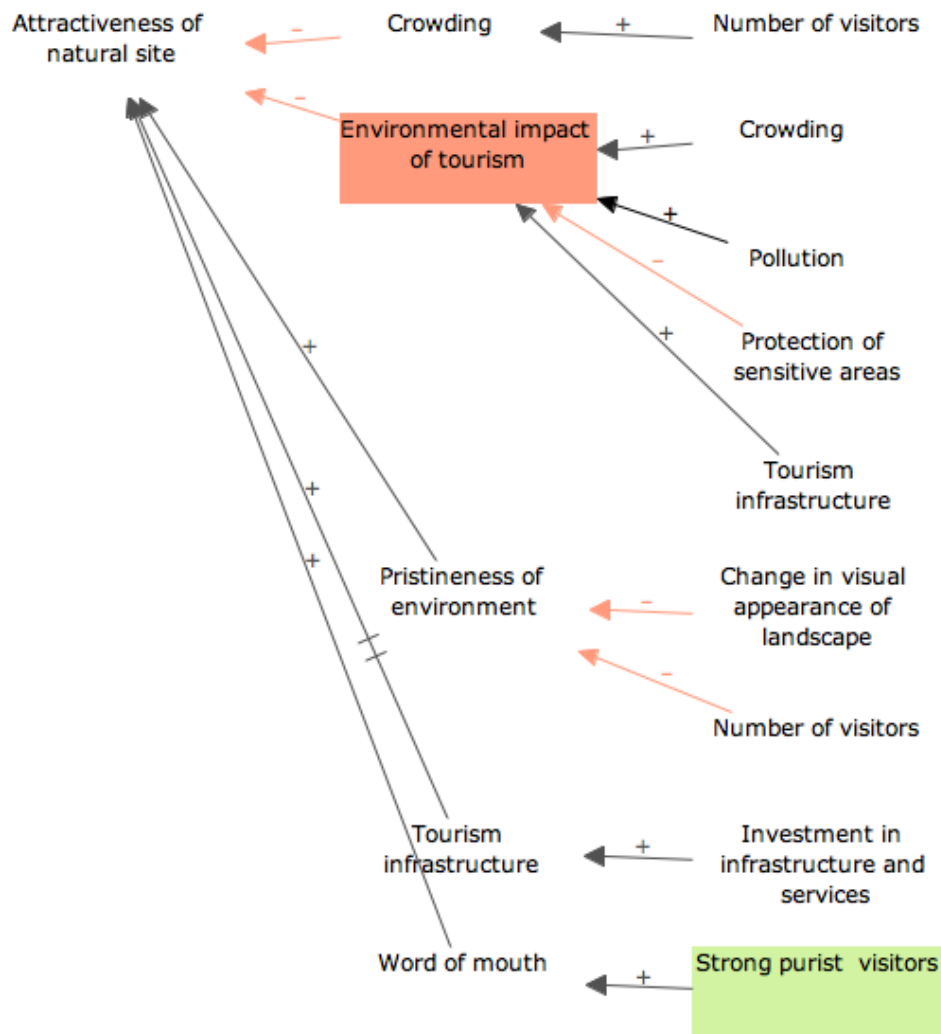 Attractiveness of
natural site
–
Crowding
+
Number of visitors
–
Environmental impact
of tourism
+
Crowding
+
Pollution
–
Protection of
sensitive areas
+
Tourism
infrastructure
+
+
+
Pristineness of
environment
–
Change in visual
appearance of
landscape
–
Number of visitors
Tourism
infrastructure
+
Investment in
infrastructure and
services
Word of mouth
+
Strong purist visitors